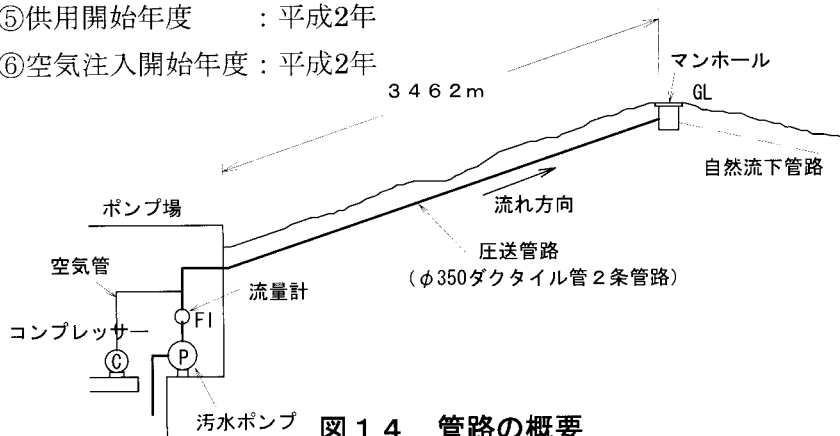 ⑤供用開始年度 : 平成2年
⑥空気注入開始年度 : 平成2年
3462m
マンホール
GL
自然流下管路
流れ方向
ポンプ場
圧送管路
(φ350ダクタイル管2条管路)
空気管
流量計
FI
コンプレッサー
C
P
汚水ポンプ
図14 管路の概要